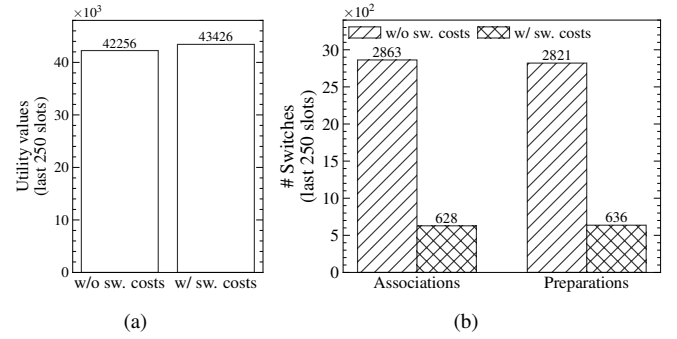 ×10³
42256
43426
40
30
20
10
0
Utility values
(last 250 slots)
w/o sw. costs w/ sw. costs
(a)
×10²
w/o sw. costs w/ sw. costs
2863
2821
628
636
30
25
20
15
10
5
0
# Switches
(last 250 slots)
Associations Preparations
(b)